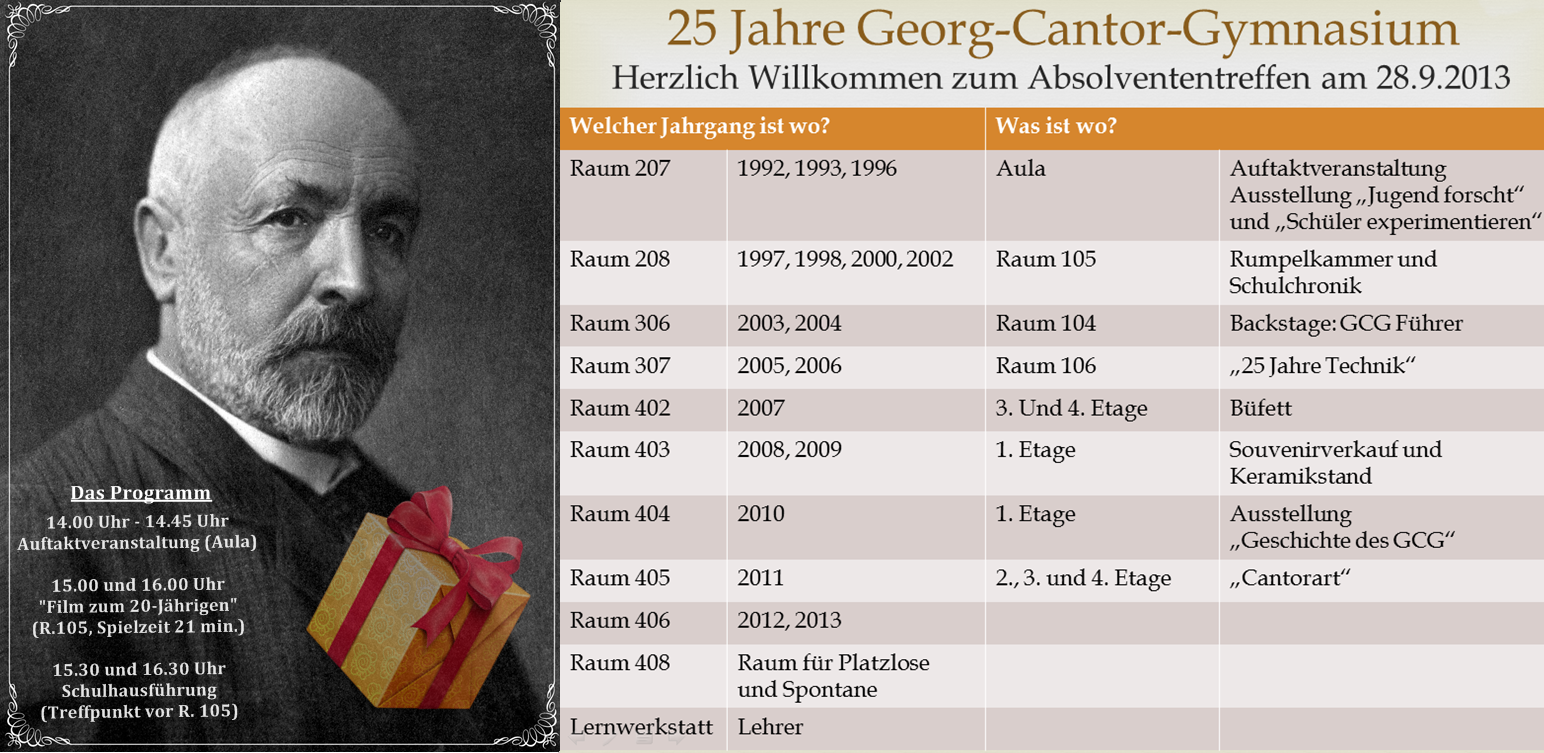 25 Jahre Georg-Cantor-Gymnasium
Herzlich Willkommen zum Absolvententreffen am 28.9.2013
Das Programm
14.00 Uhr - 14.45 Uhr
Auftaktveranstaltung (Aula)
15.00 und 16.00 Uhr
"Film zum 20-Jährigen"
(R.105, Spielzeit 21 min.)
15.30 und 16.30 Uhr
Schulhausführung
(Treffpunkt vor R. 105)
Welcher Jahrgang ist wo? Was ist wo?
Raum 207 1992, 1993, 1996 Aula Auftaktveranstaltung
Ausstellung „Jugend forscht“
und „Schüler experimentieren“
Raum 208 1997, 1998, 2000, 2002 Raum 105 Rumpelkammer und
Schulchronik
Raum 306 2003, 2004 Raum 104 Backstage: GCG Führer
Raum 307 2005, 2006 Raum 106 „25 Jahre Technik“
Raum 402 2007 3. Und 4. Etage Büfett
Raum 403 2008, 2009 1. Etage Souvenirverkauf und
Keramikstand
Raum 404 2010 1. Etage Ausstellung
„Geschichte des GCG“
Raum 405 2011 2., 3. und 4. Etage „Cantorart“
Raum 406 2012, 2013
Raum 408 Raum für Platzlose
und Spontane
Lernwerkstatt Lehrer